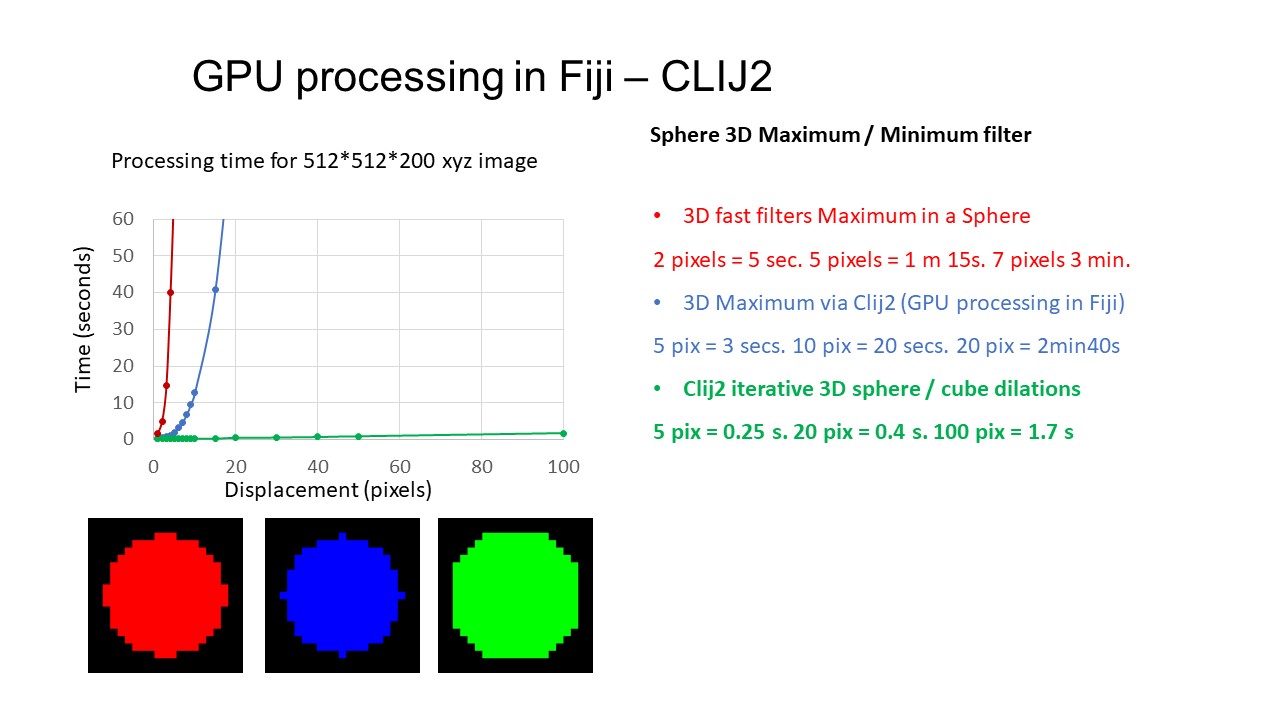 GPU processing in Fiji – CLIJ2
Processing time for 512*512*200 xyz image
60
50
40
30
20
10
0
Time (seconds)
0 20 40 60 80 100
Displacement (pixels)
Sphere 3D Maximum / Minimum filter
• 3D fast filters Maximum in a Sphere
2 pixels = 5 sec. 5 pixels = 1 m 15s. 7 pixels 3 min.
• 3D Maximum via Clij2 (GPU processing in Fiji)
5 pix = 3 secs. 10 pix = 20 secs. 20 pix = 2min40s
• Clij2 iterative 3D sphere / cube dilations
5 pix = 0.25 s. 20 pix = 0.4 s. 100 pix = 1.7 s